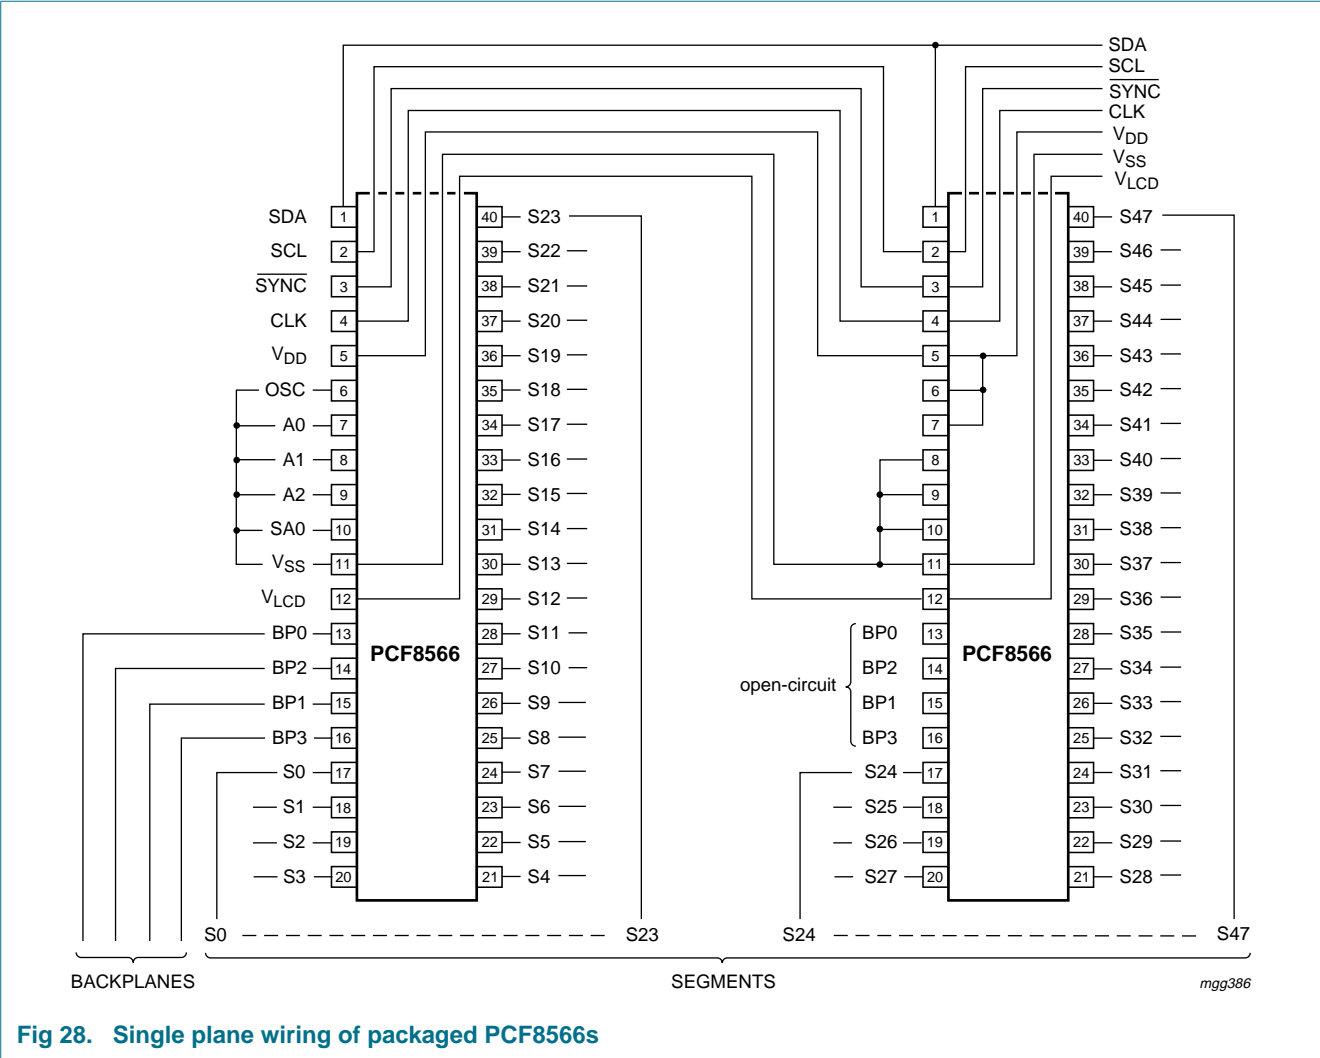 SDA
SCL
SYNC
CLK
VDD
VSS
VLCD
SDA 1 40 S23 1 40 S47
SCL 2 39 S22 2 39 S46
SYNC 3 38 S21 3 38 S45
CLK 4 37 S20 4 37 S44
VDD 5 36 S19 5 36 S43
OSC 6 35 S18 6 35 S42
A0 7 34 S17 7 34 S41
A1 8 33 S16 8 33 S40
A2 9 32 S15 9 32 S39
SA0 10 31 S14 10 31 S38
VSS 11 30 S13 11 30 S37
VLCD 12 29 S12 12 29 S36
BP0 13 28 S11 BP0 13 28 S35
PCF8566 PCF8566
BP2 14 27 S10 BP2 14 27 S34
open-circuit
BP1 15 26 S9 BP1 15 26 S33
BP3 16 25 S8 BP3 16 25 S32
S0 17 24 S7 S24 17 24 S31
S1 18 23 S6 S25 18 23 S30
S2 19 22 S5 S26 19 22 S29
S3 20 21 S4 S27 20 21 S28
S0 S23 S24 S47
BACKPLANES SEGMENTS mgg386
Fig 28. Single plane wiring of packaged PCF8566s